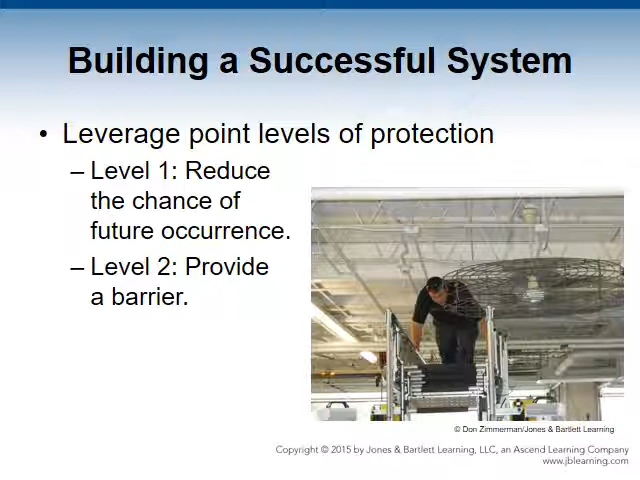 Building a Successful System
• Leverage point levels of protection
– Level 1: Reduce
the chance of
future occurrence.
– Level 2: Provide
a barrier.
© Don Zimmerman/Jones & Bartlett Learning
Copyright © 2015 by Jones & Bartlett Learning, LLC, an Ascend Learning Company
www.jblearning.com